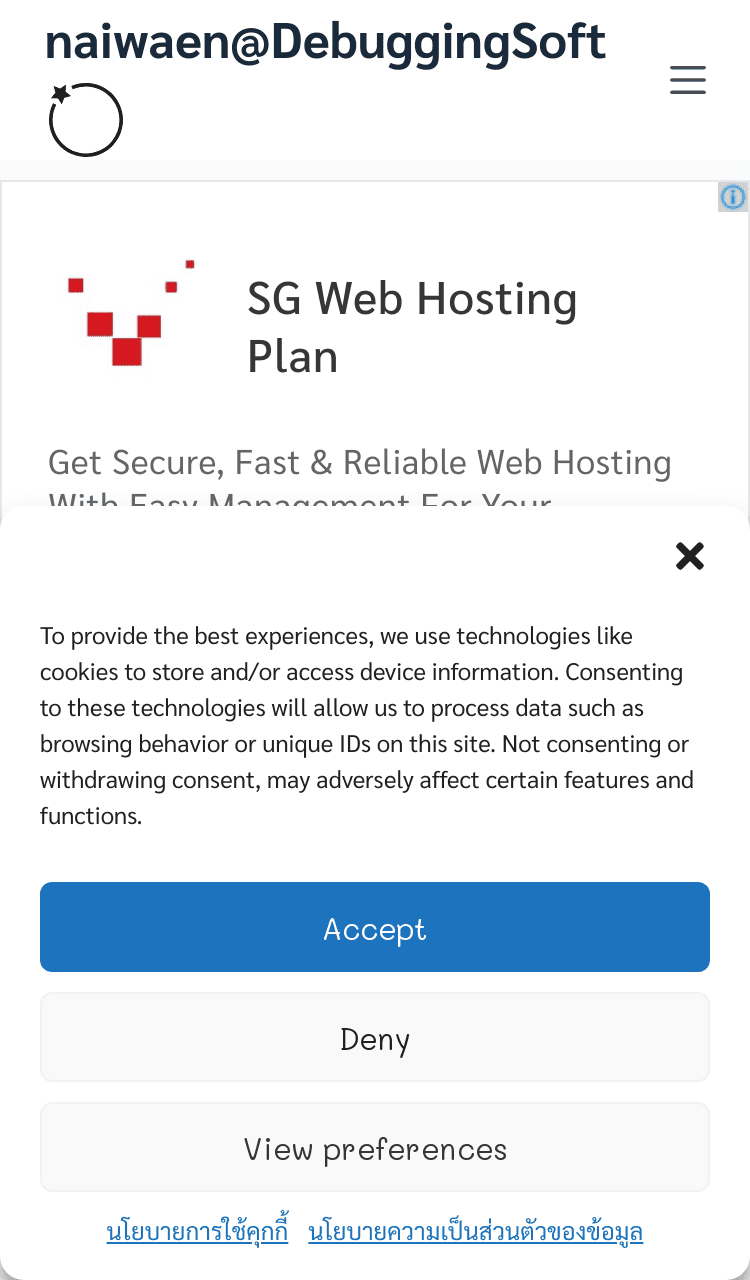 naiwaen@DebuggingSoft
SG Web Hosting
Plan
Get Secure, Fast & Reliable Web Hosting
With Easy Management For Your
To provide the best experiences, we use technologies like
cookies to store and/or access device information. Consenting
to these technologies will allow us to process data such as
browsing behavior or unique IDs on this site. Not consenting or
withdrawing consent, may adversely affect certain features and
functions.
Accept
Deny
View preferences
นโยบายการใช้คุกกี้ นโยบายความเป็นส่วนตัวของข้อมูล